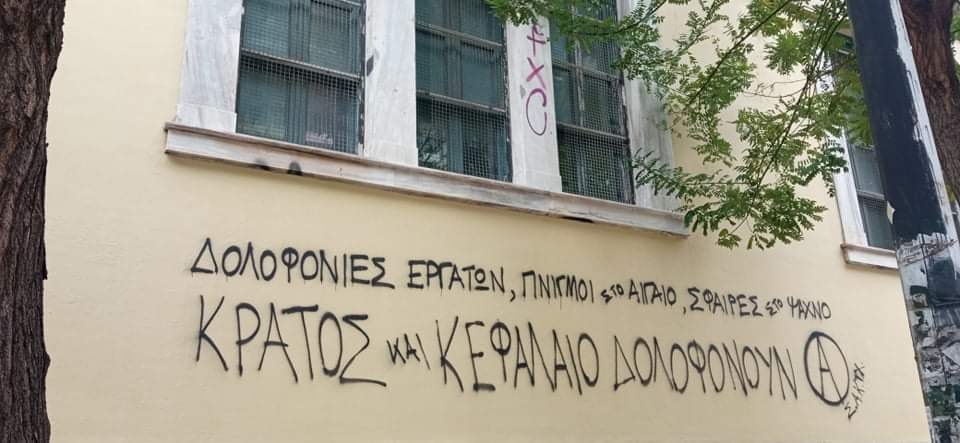 ΔΟΛΟΦΟΝΙΕΣ ΕΡΓΑΤΩΝ, ΠΝΙΓΜΟΙ ΣΤΟ ΑΙΓΑΙΟ, ΣΦΑΙΡΕΣ ΣΤΟ ΨΑΧΝΟ
ΚΡΑΤΟΣ ΚΑΙ ΚΕΦΑΛΑΙΟ ΔΟΛΟΦΟΝΟΥΝ Ⓐ